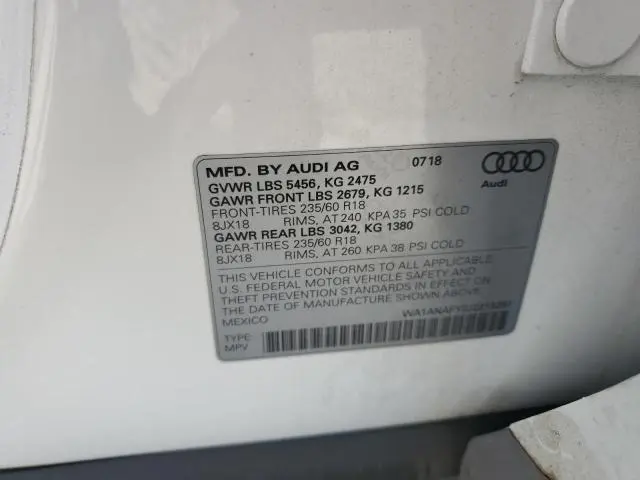 MFD. BY AUDI AG 07/18
GVWR LBS 5456, KG 2475
GAWR FRONT LBS 2679, KG 1215
FRONT-TIRES 235/60 R18
8JX18 RIMS, AT 240 KPA 35 PSI COLD
GAWR REAR LBS 3042, KG 1380
REAR-TIRES 235/60 R18
8JX18 RIMS, AT 260 KPA 38 PSI COLD
Audi
THIS VEHICLE CONFORMS TO ALL APPLICABLE
U.S. FEDERAL MOTOR VEHICLE SAFETY AND
THEFT PREVENTION STANDARDS IN EFFECT ON
THE DATE OF MANUFACTURE SHOWN ABOVE.
MEXICO
TYPE
MPV